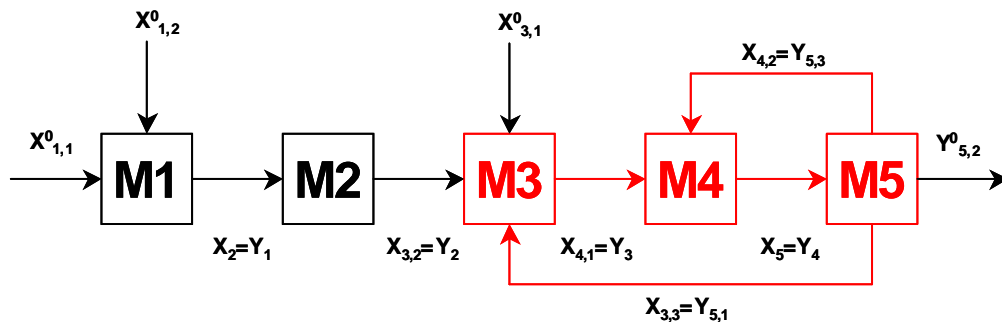 X⁰₁,₂
X⁰₃,₁
X₄,₂=Y₅,₃
X⁰₁,₁
Y⁰₅,₂
M1
M2
M3
M4
M5
X₂=Y₁
X₃,₂=Y₂
X₄,₁=Y₃
X₅=Y₄
X₃,₃=Y₅,₁